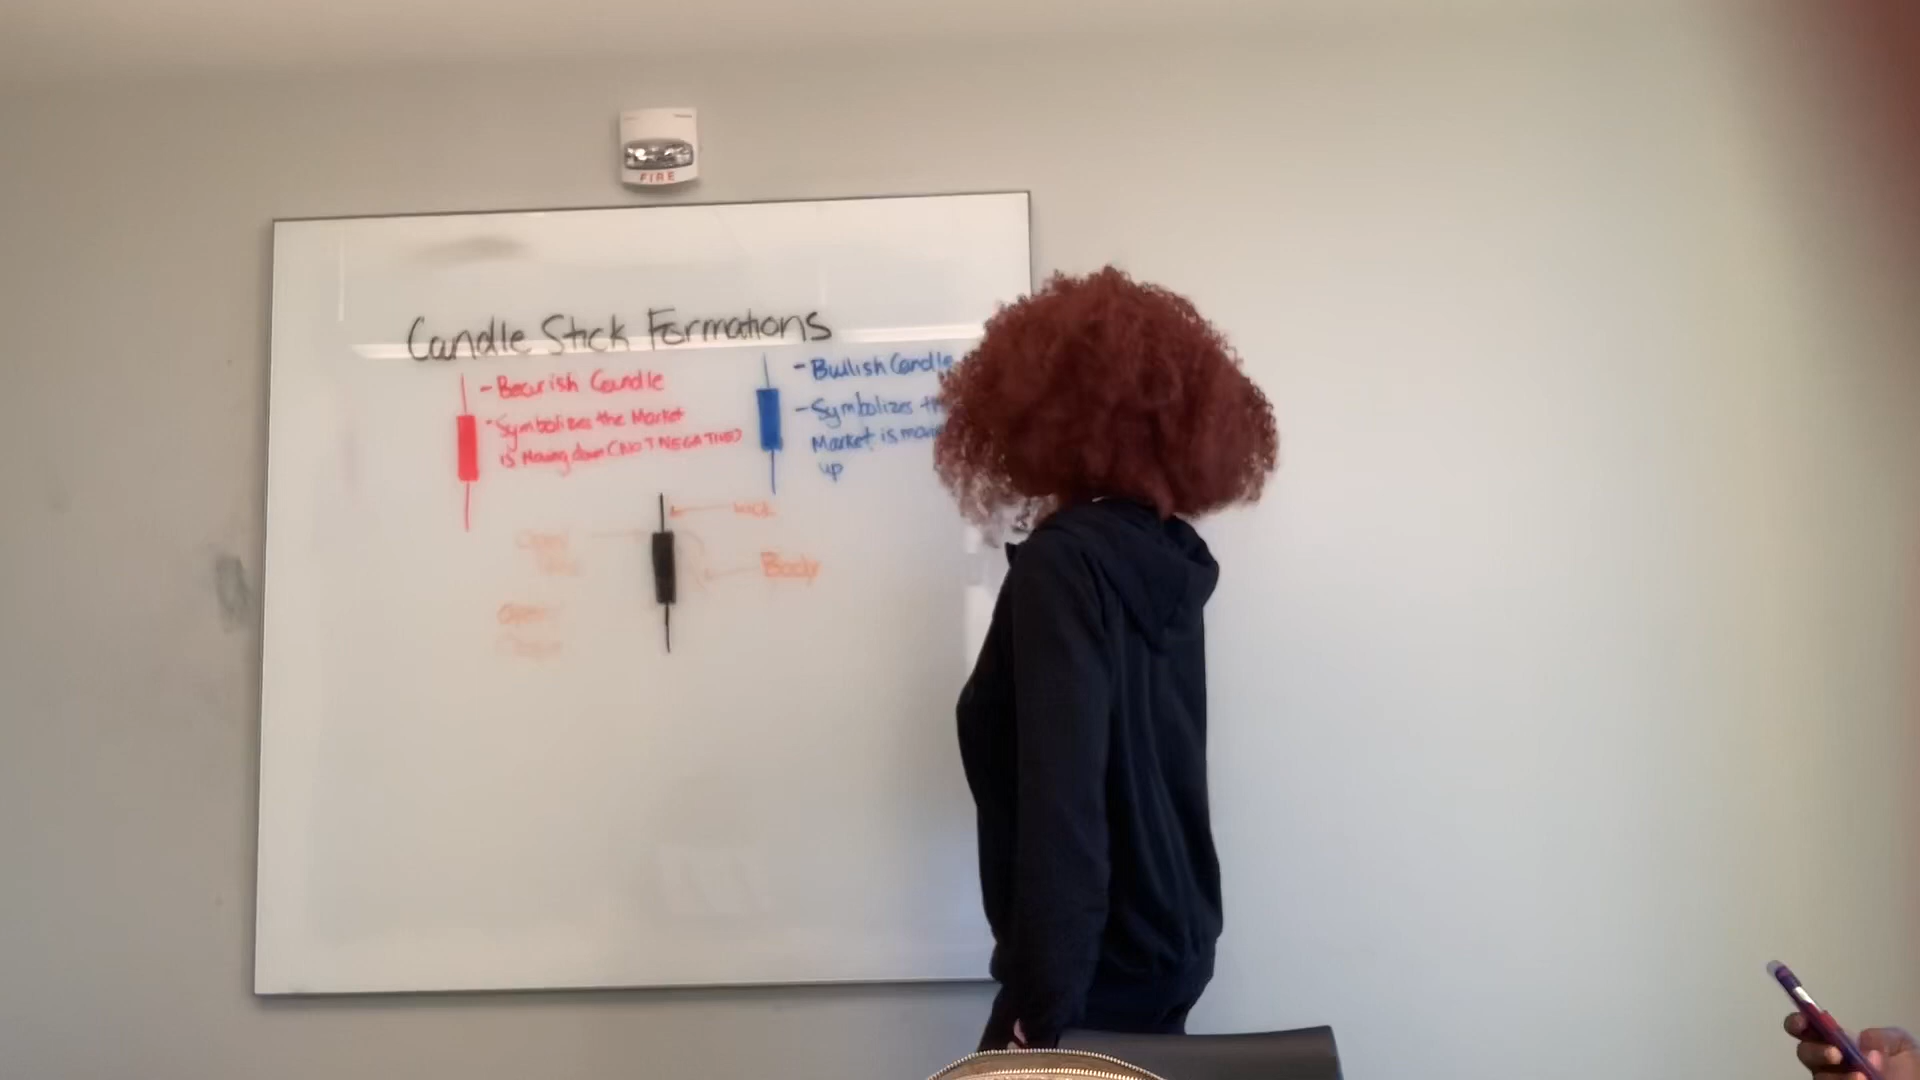 FIRE
Candle Stick Formations
- Bearish Candle
- Symbolizes the Market
is Moving down (NOT NEGATIVE)
- Bullish Candle
- Symbolizes
Market is
up
Wick
Body
Open